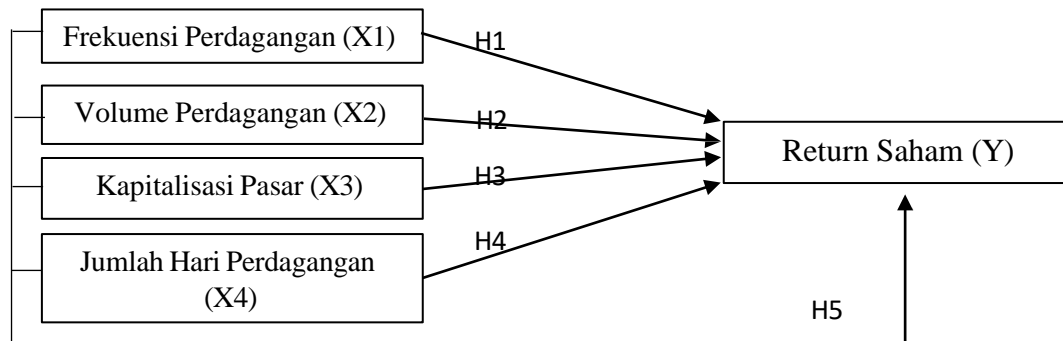 Frekuensi Perdagangan (X1)
H1
Volume Perdagangan (X2)
H2
Return Saham (Y)
Kapitalisasi Pasar (X3)
H3
Jumlah Hari Perdagangan
(X4)
H4
H5